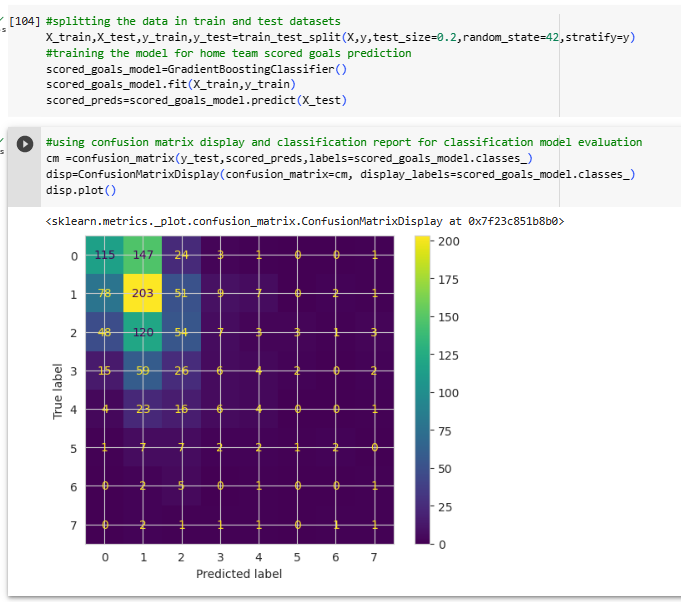 [104] #splitting the data in train and test datasets
X_train,X_test,y_train,y_test=train_test_split(X,y,test_size=0.2,random_state=42,stratify=y)
#training the model for home team scored goals prediction
scored_goals_model=GradientBoostingClassifier()
scored_goals_model.fit(X_train,y_train)
scored_preds=scored_goals_model.predict(X_test)
#using confusion matrix display and classification report for classification model evaluation
cm =confusion_matrix(y_test,scored_preds,labels=scored_goals_model.classes_)
disp=ConfusionMatrixDisplay(confusion_matrix=cm, display_labels=scored_goals_model.classes_)
disp.plot()
<sklearn.metrics._plot.confusion_matrix.ConfusionMatrixDisplay at 0x7f23c851b8b0>
True label
0 115 147 24 3 1 0 0 1
1 78 203 51 9 7 0 2 1
2 48 120 54 7 3 3 1 3
3 15 59 26 6 4 2 0 2
4 4 23 16 6 4 0 0 1
5 1 7 7 2 2 1 2 0
6 0 2 5 0 1 0 0 1
7 0 2 1 1 1 0 1 1
0 1 2 3 4 5 6 7
Predicted label
200
175
150
125
100
75
50
25
0